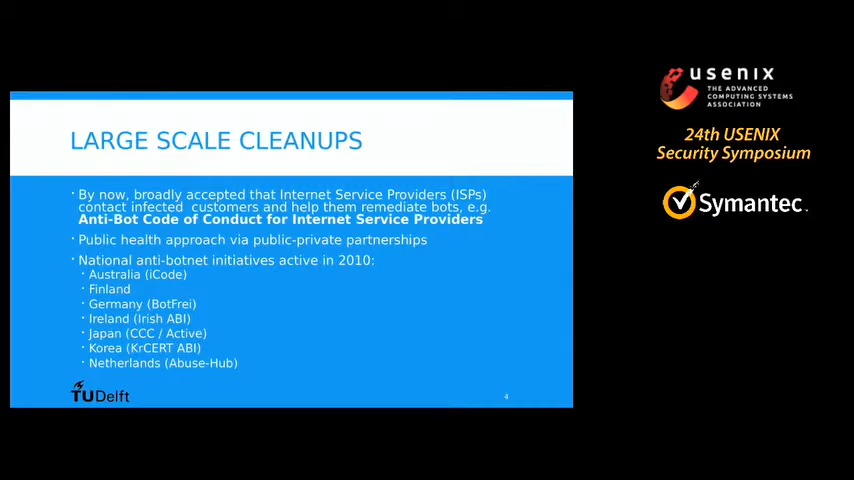 LARGE SCALE CLEANUPS
· By now, broadly accepted that Internet Service Providers (ISPs)
contact infected customers and help them remediate bots, e.g.
Anti-Bot Code of Conduct for Internet Service Providers
· Public health approach via public-private partnerships
· National anti-botnet initiatives active in 2010:
· Australia (iCode)
· Finland
· Germany (BotFrei)
· Ireland (Irish ABI)
· Japan (CCC / Active)
· Korea (KrCERT ABI)
· Netherlands (Abuse-Hub)
TUDelft
4
usenix
THE ADVANCED
COMPUTING SYSTEMS
ASSOCIATION
24th USENIX
Security Symposium
Symantec.